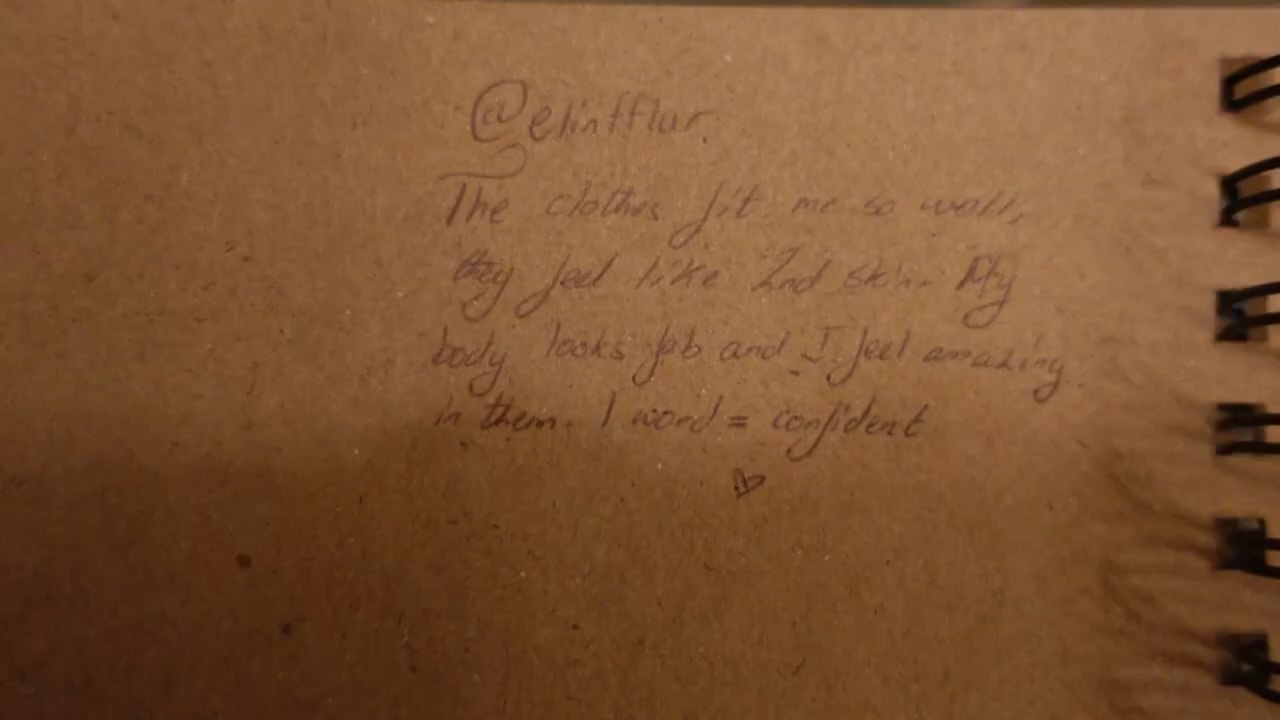 @elinfflur.
The clothes fit me so well,
they feel like 2nd skin. My
body looks fab and I feel amazing
in them. 1 word = confident